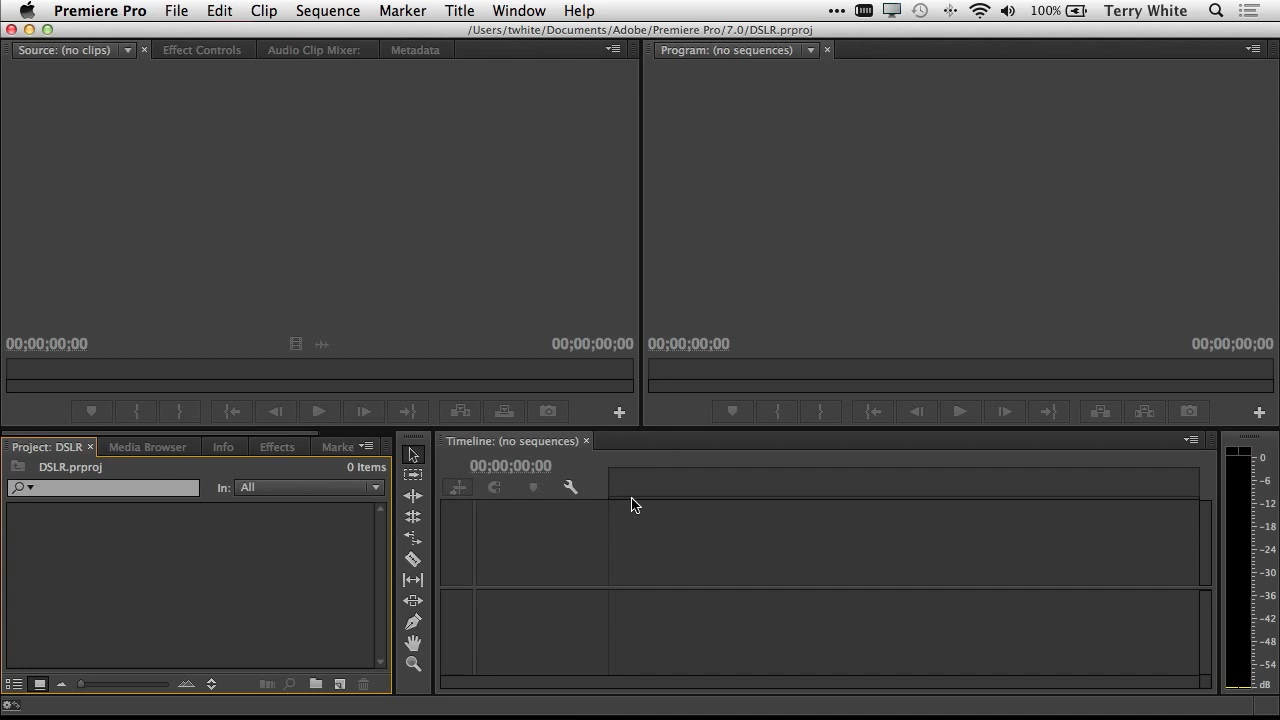 Premiere Pro File Edit Clip Sequence Marker Title Window Help 100% Terry White
/Users/twhite/Documents/Adobe/Premiere Pro/7.0/DSLR.prproj
Source: (no clips) Effect Controls Audio Clip Mixer: Metadata Program: (no sequences)
00;00;00;00 00;00;00;00 00;00;00;00 00;00;00;00
Project: DSLR Media Browser Info Effects Marke Timeline: (no sequences)
DSLR.prproj 0 Items 00;00;00;00
In: All
0
-6
-12
-18
-24
-30
-36
-42
-48
-54
dB